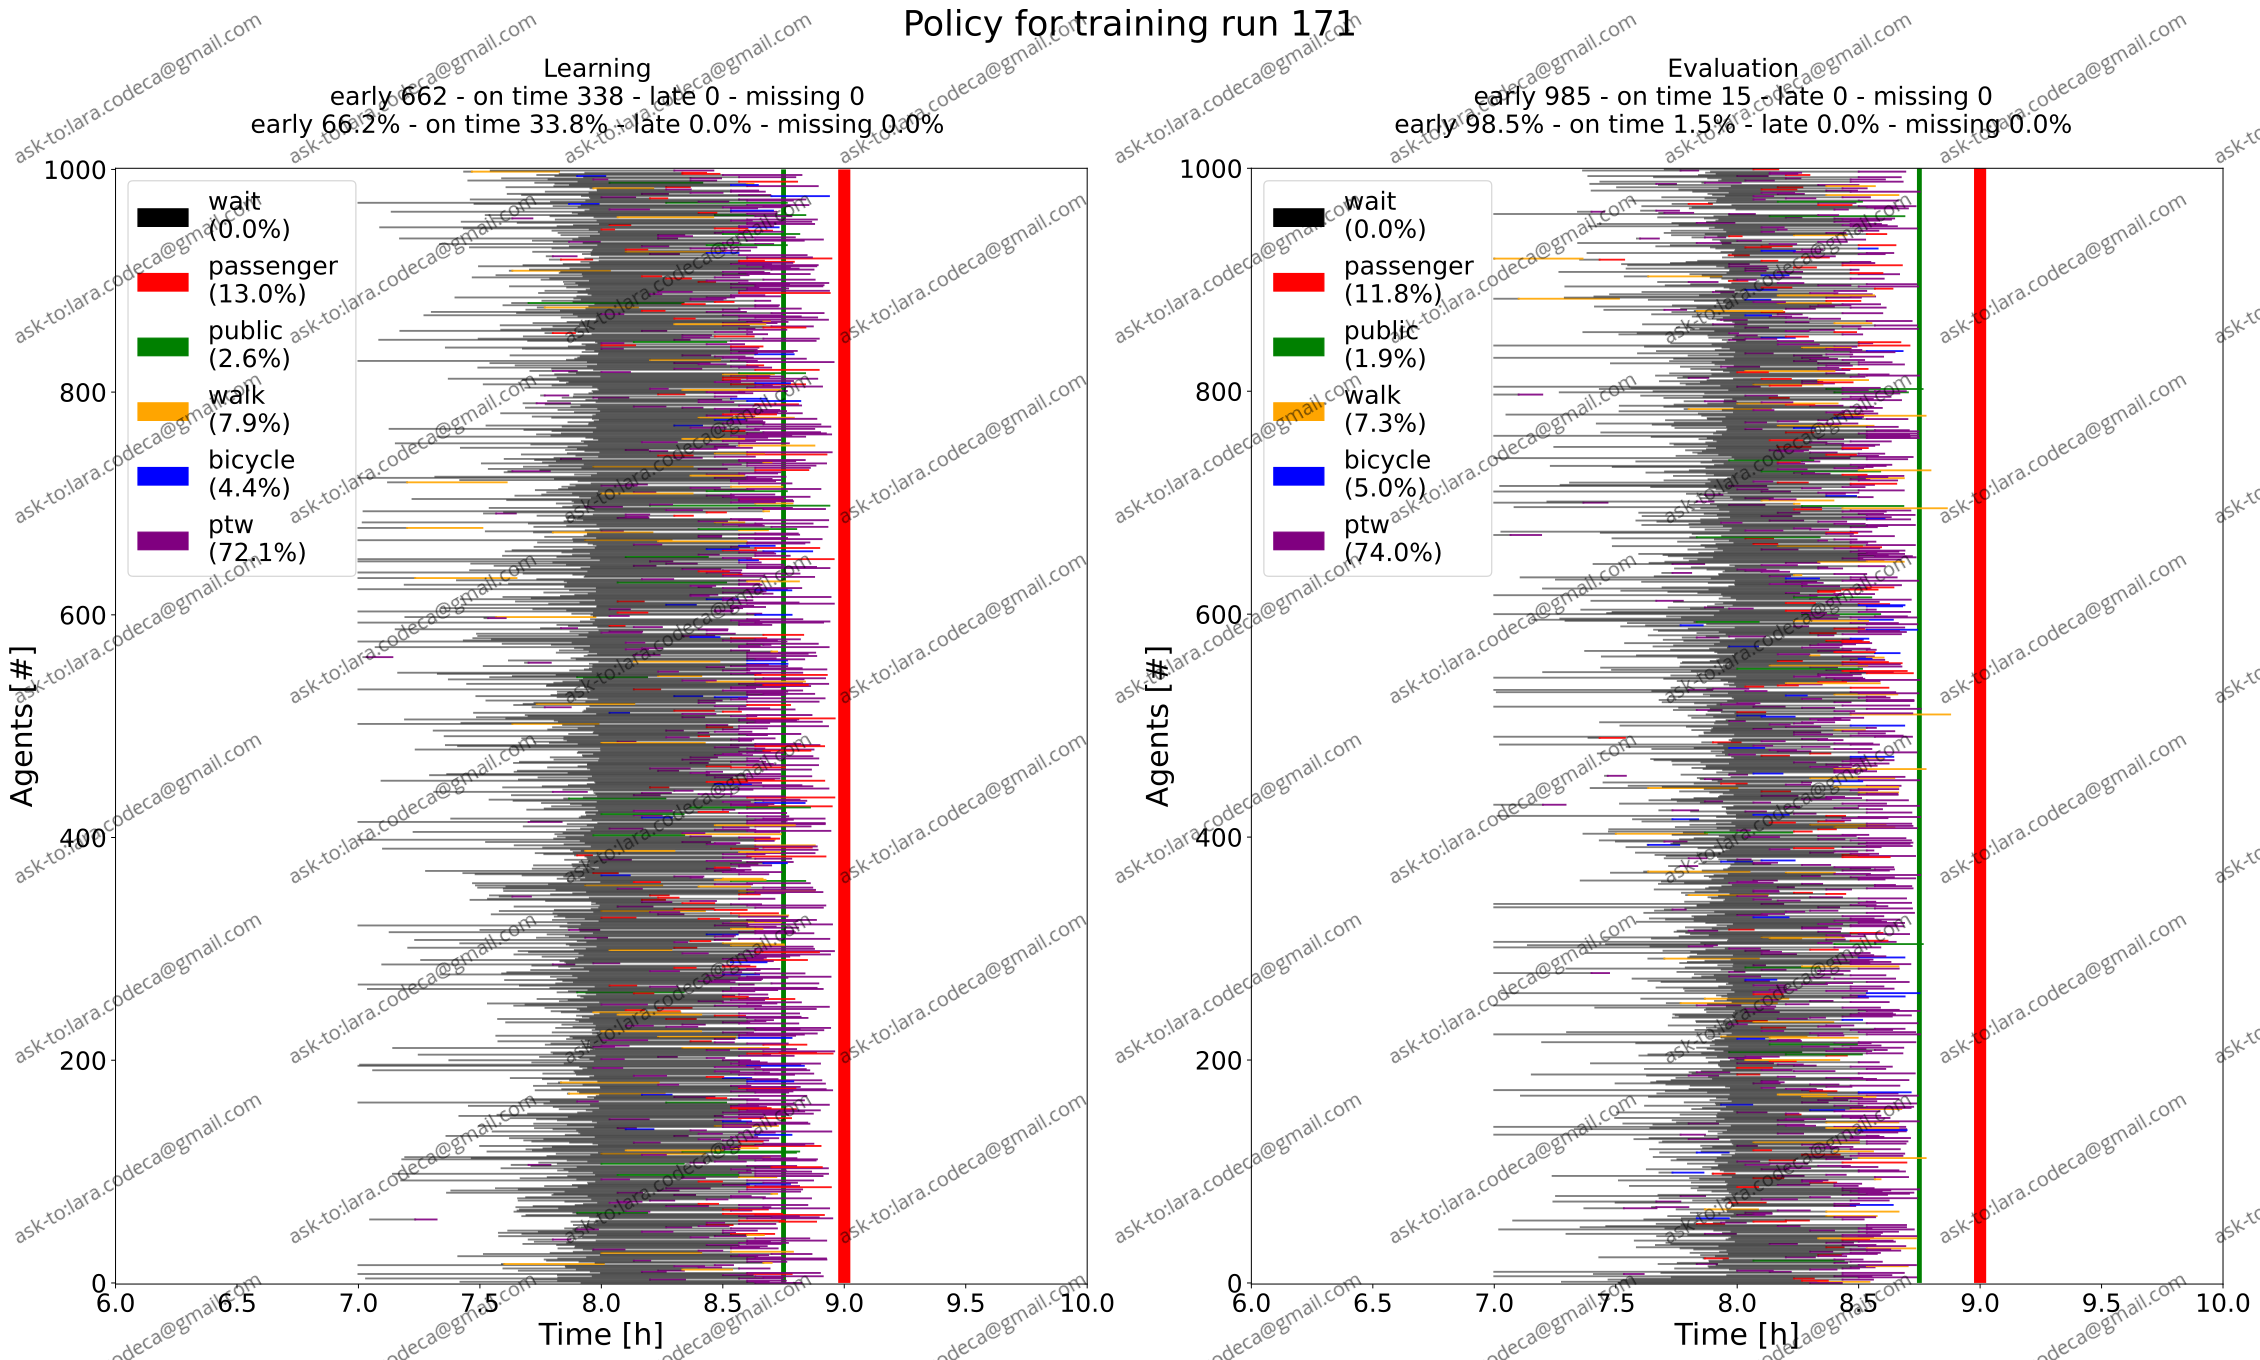 Policy for training run 171
Learning
early 662 - on time 338 - late 0 - missing 0
early 66.2% - on time 33.8% - late 0.0% - missing 0.0%
Evaluation
early 985 - on time 15 - late 0 - missing 0
early 98.5% - on time 1.5% - late 0.0% - missing 0.0%
wait
(0.0%)
passenger
(13.0%)
public
(2.6%)
walk
(7.9%)
bicycle
(4.4%)
ptw
(72.1%)
1000
800
600
400
200
0
Agents [#]
6.0 6.5 7.0 7.5 8.0 8.5 9.0 9.5 10.0
Time [h]
wait
(0.0%)
passenger
(11.8%)
public
(1.9%)
walk
(7.3%)
bicycle
(5.0%)
ptw
(74.0%)
1000
800
600
400
200
0
Agents [#]
6.0 6.5 7.0 7.5 8.0 8.5 9.0 9.5 10.0
Time [h]
ask-to:lara.codeca@gmail.com